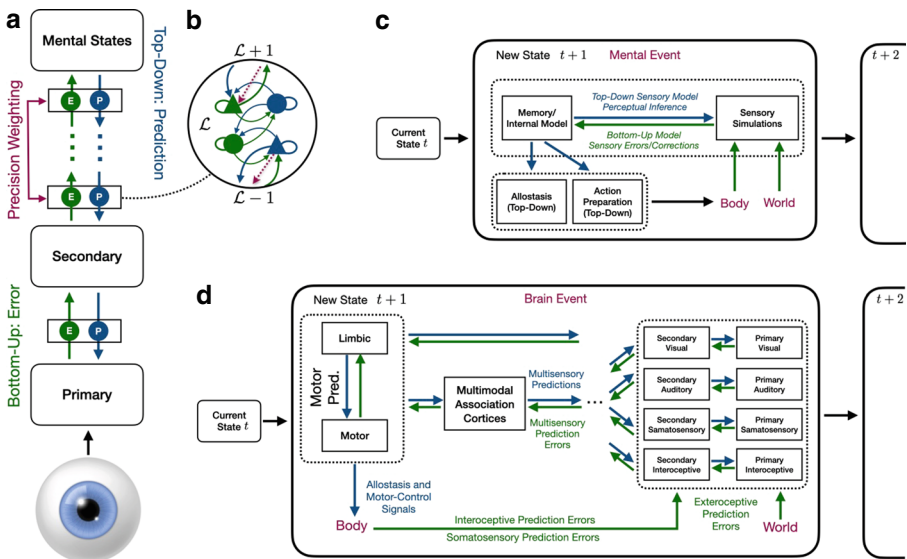 a
Mental States
E P
Precision Weighting
Top-Down: Prediction
E P
Secondary
Bottom-Up: Error
E P
Primary
b
ℒ + 1
ℒ
ℒ − 1
c
New State t + 1 Mental Event
t + 2
Current
State t
Memory/
Internal Model
Top-Down Sensory Model
Perceptual Inference
Bottom-Up Model
Sensory Errors/Corrections
Sensory
Simulations
Allostasis
(Top-Down)
Action
Preparation
(Top-Down)
Body World
d
New State t + 1 Brain Event
t + 2
Current
State t
Limbic
Motor
Pred.
Motor
Multimodal
Association
Cortices
Multisensory
Predictions
...
Multisensory
Prediction
Errors
Secondary
Visual
Primary
Visual
Secondary
Auditory
Primary
Auditory
Secondary
Samatosensory
Primary
Samatosensory
Secondary
Interoceptive
Primary
Interoceptive
Allostasis and
Motor-Control
Signals
Body
Interoceptive Prediction Errors
Somatosensory Prediction Errors
Exteroceptive
Prediction
Errors
World